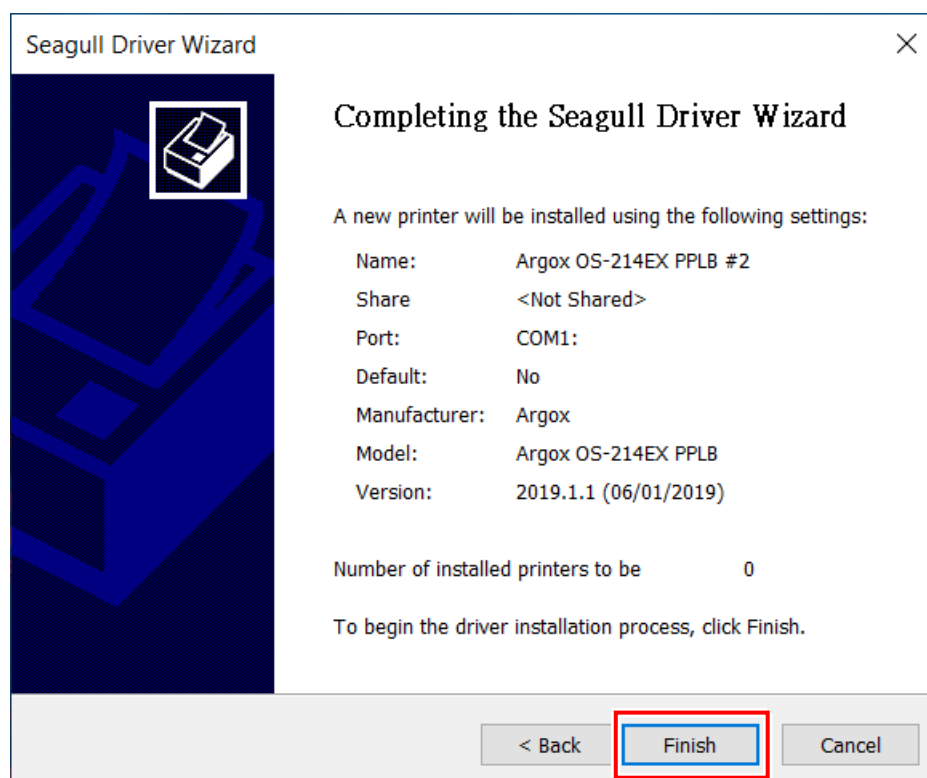 Seagull Driver Wizard
Completing the Seagull Driver Wizard
A new printer will be installed using the following settings:
Name: Argox OS-214EX PPLB #2
Share <Not Shared>
Port: COM1:
Default: No
Manufacturer: Argox
Model: Argox OS-214EX PPLB
Version: 2019.1.1 (06/01/2019)
Number of installed printers to be 0
To begin the driver installation process, click Finish.
< Back Finish Cancel